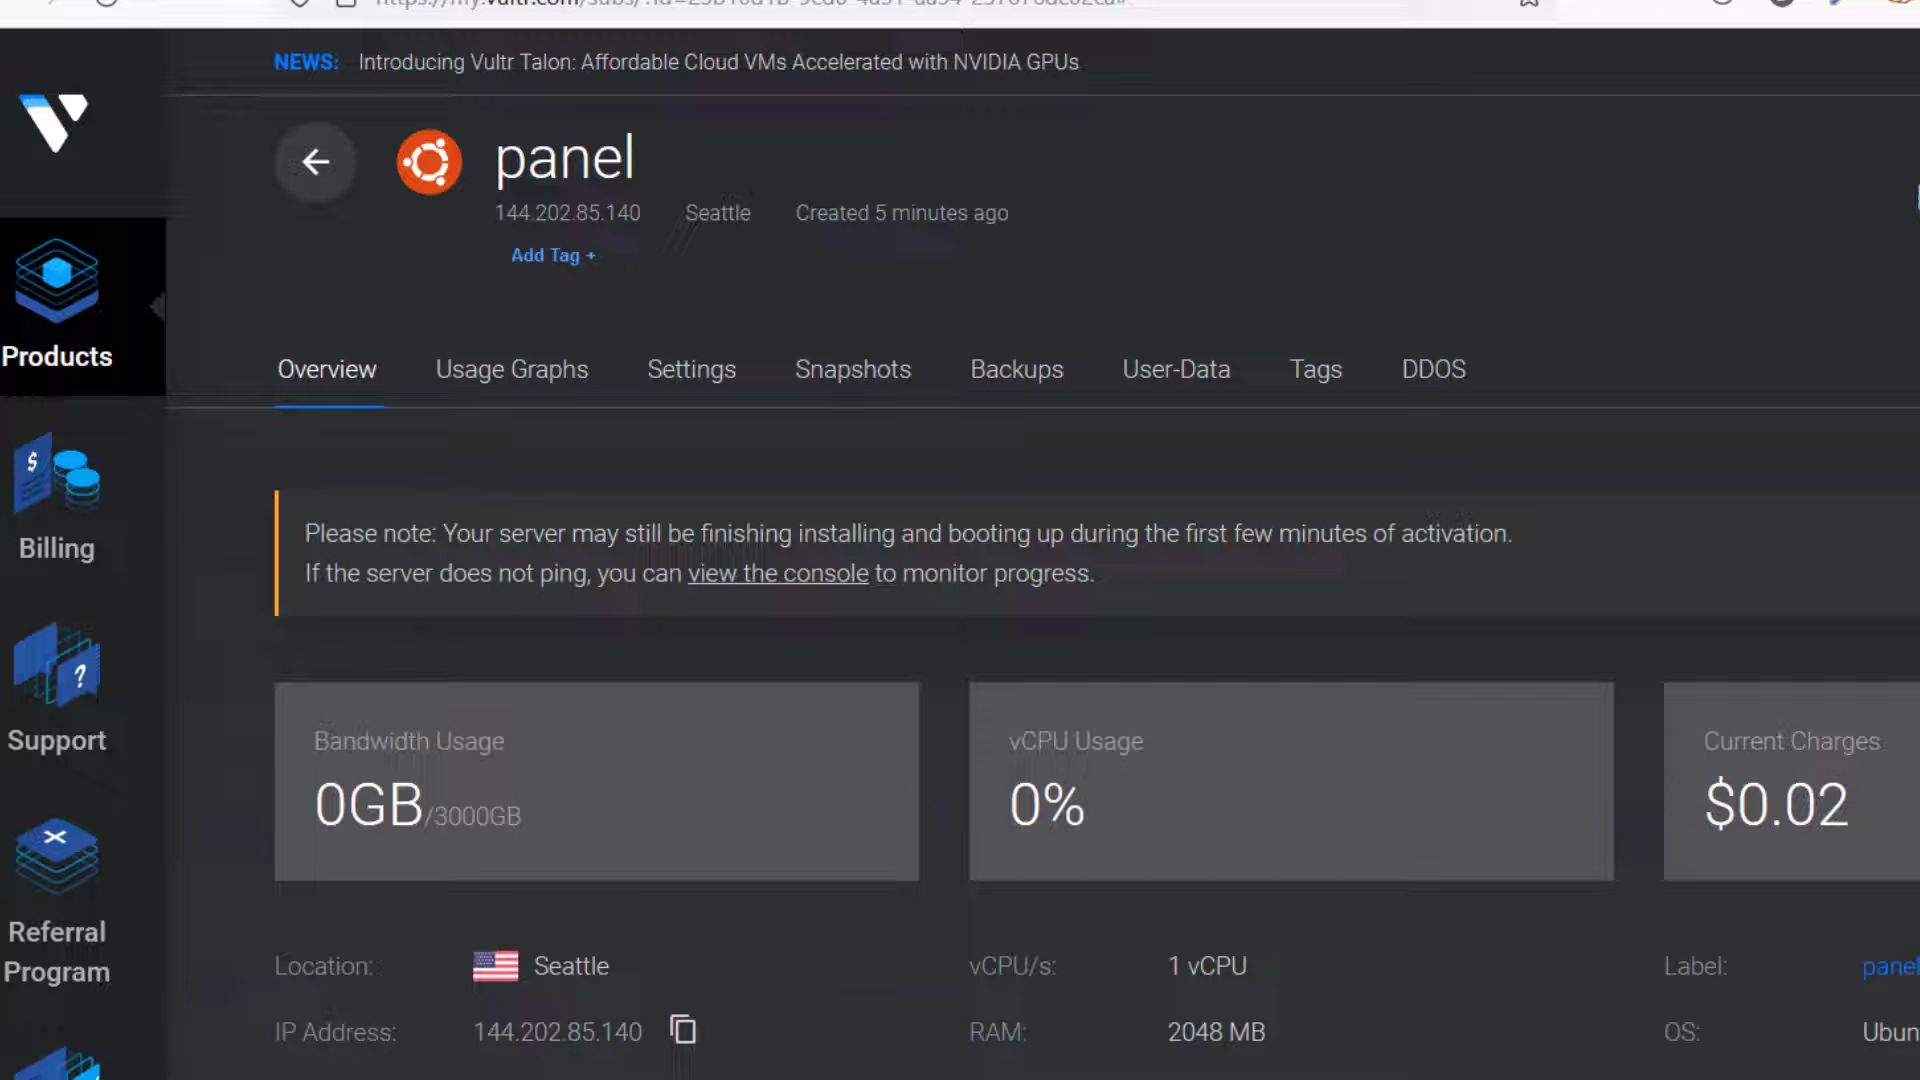 NEWS: Introducing Vultr Talon: Affordable Cloud VMs Accelerated with NVIDIA GPUs
panel
144.202.85.140 Seattle Created 5 minutes ago
Add Tag +
Products
Overview Usage Graphs Settings Snapshots Backups User-Data Tags DDOS
Billing
Please note: Your server may still be finishing installing and booting up during the first few minutes of activation.
If the server does not ping, you can view the console to monitor progress.
Support
Bandwidth Usage
0GB/3000GB
vCPU Usage
0%
Current Charges
$0.02
Referral
Program
Location: Seattle
vCPU/s: 1 vCPU
Label: panel
IP Address: 144.202.85.140
RAM: 2048 MB
OS: Ubun